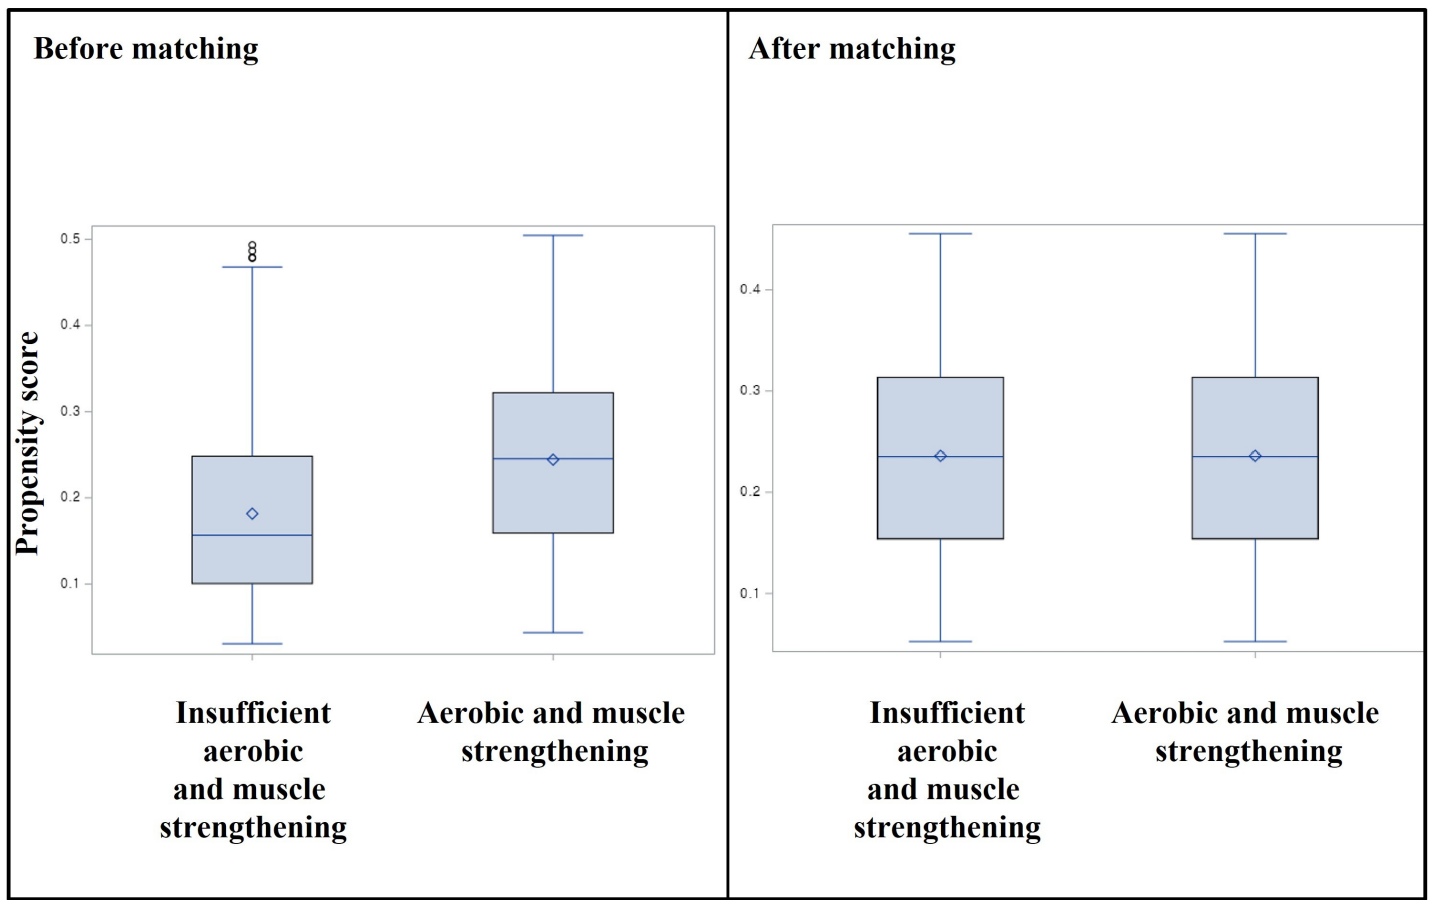 Before matching
Propensity score
0.5
0.4
0.3
0.2
0.1
Insufficient
aerobic
and muscle
strengthening
Aerobic and muscle
strengthening
After matching
0.4
0.3
0.2
0.1
Insufficient
aerobic
and muscle
strengthening
Aerobic and muscle
strengthening